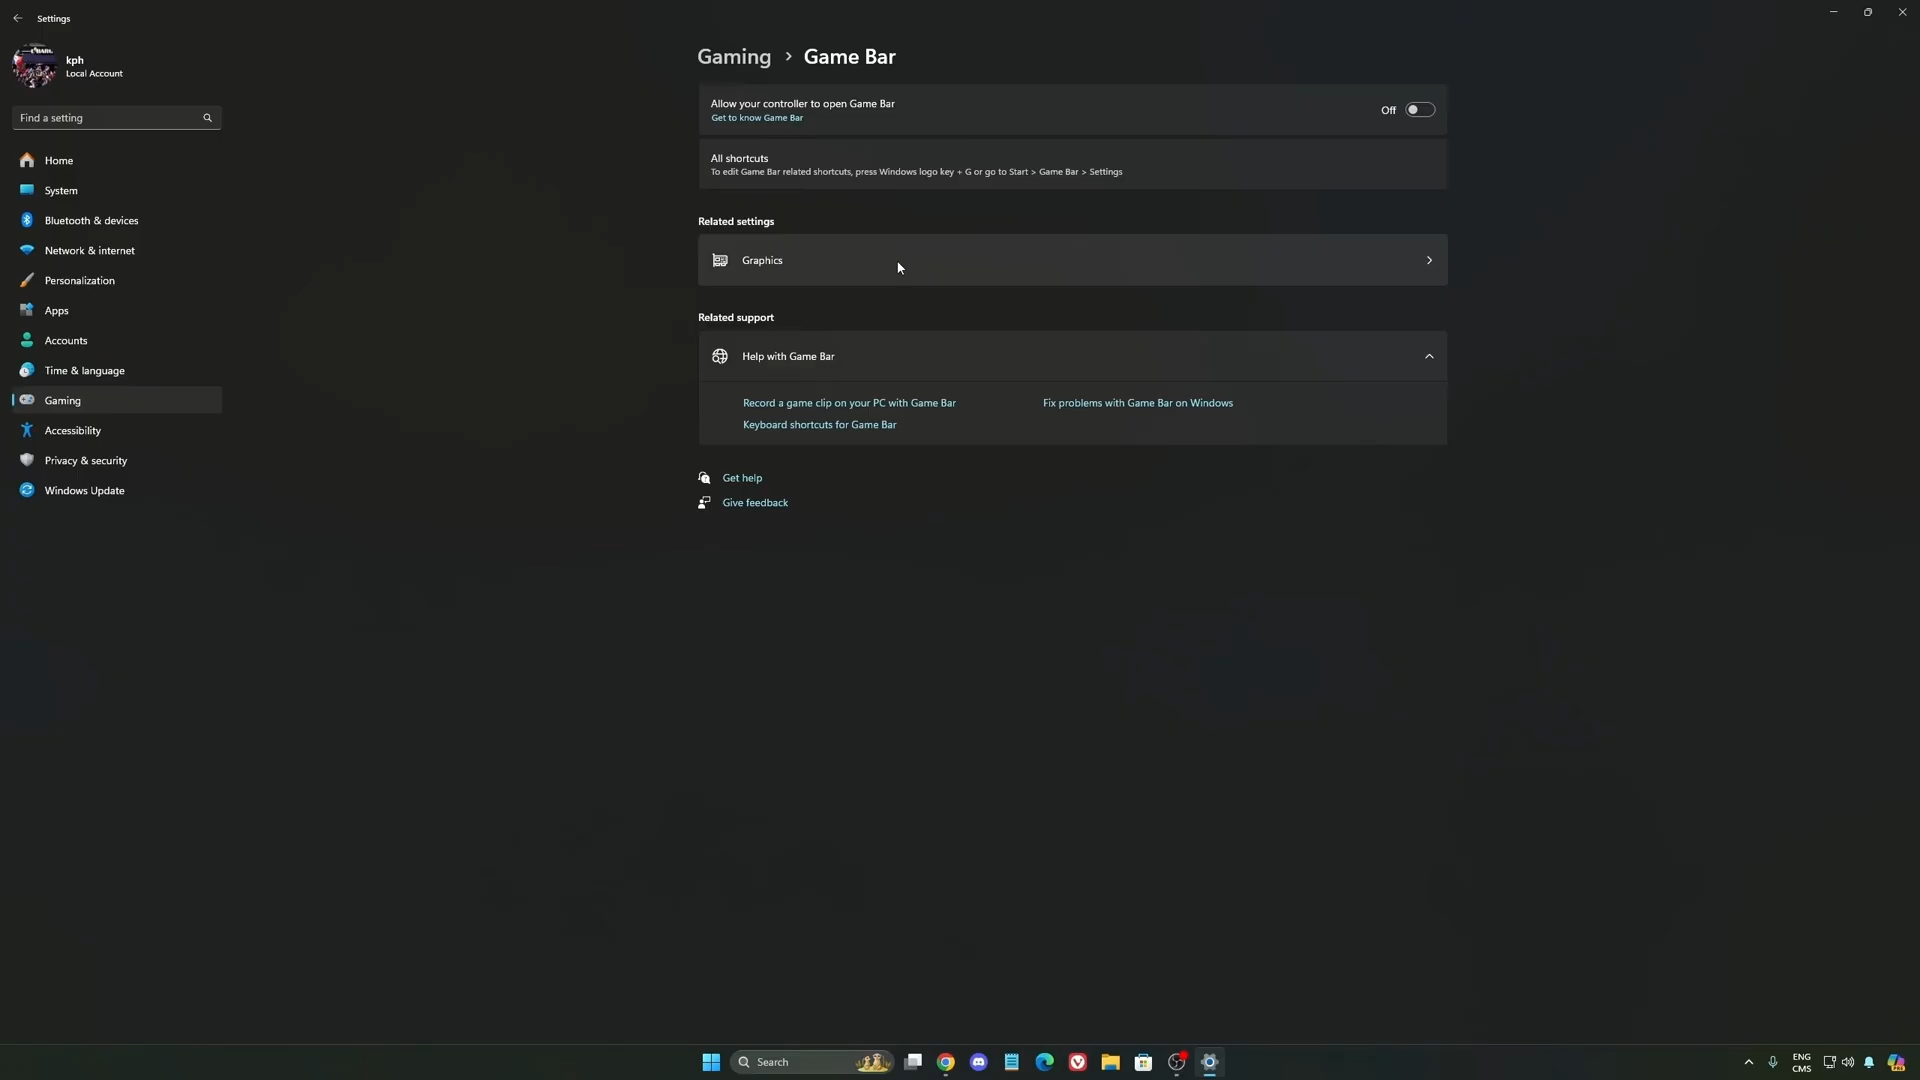 Settings
kph
Local Account
Find a setting
Home
System
Bluetooth & devices
Network & internet
Personalization
Apps
Accounts
Time & language
Gaming
Accessibility
Privacy & security
Windows Update
Gaming > Game Bar
Allow your controller to open Game Bar
Get to know Game Bar
Off
All shortcuts
To edit Game Bar related shortcuts, press Windows logo key + G or go to Start > Game Bar > Settings
Related settings
Graphics
Related support
Help with Game Bar
Record a game clip on your PC with Game Bar
Fix problems with Game Bar on Windows
Keyboard shortcuts for Game Bar
Get help
Give feedback
Search
ENG
CMS